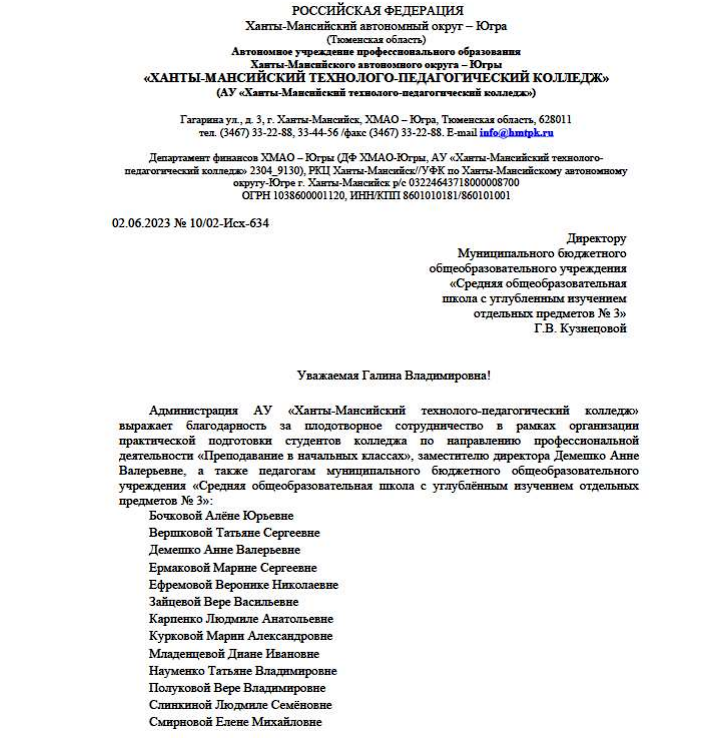 РОССИЙСКАЯ ФЕДЕРАЦИЯ
Ханты-Мансийский автономный округ – Югра
(Тюменская область)
Автономное учреждение профессионального образования
Ханты-Мансийского автономного округа – Югры
«ХАНТЫ-МАНСИЙСКИЙ ТЕХНОЛОГО-ПЕДАГОГИЧЕСКИЙ КОЛЛЕДЖ»
(АУ «Ханты-Мансийский технолого-педагогический колледж»)
Гагарина ул., д. 3, г. Ханты-Мансийск, ХМАО – Югра, Тюменская область, 628011
тел. (3467) 33-22-88, 33-44-56 /факс (3467) 33-22-88. E-mail info@hmtpk.ru
Департамент финансов ХМАО – Югры (ДФ ХМАО-Югры, АУ «Ханты-Мансийский технолого-
педагогический колледж» 2304_9130), РКЦ Ханты-Мансийск//УФК по Ханты-Мансийскому автономному
округу-Югре г. Ханты-Мансийск р/с 03224643718000008700
ОГРН 1038600001120, ИНН/КПП 8601010181/860101001
02.06.2023 № 10/02-Исх-634
Директору
Муниципального бюджетного
общеобразовательного учреждения
«Средняя общеобразовательная
школа с углубленным изучением
отдельных предметов № 3»
Г.В. Кузнецовой
Уважаемая Галина Владимировна!
Администрация АУ «Ханты-Мансийский технолого-педагогический колледж»
выражает благодарность за плодотворное сотрудничество в рамках организации
практической подготовки студентов колледжа по направлению профессиональной
деятельности «Преподавание в начальных классах», заместителю директора Демешко Анне
Валерьевне, а также педагогам муниципального бюджетного общеобразовательного
учреждения «Средняя общеобразовательная школа с углублённым изучением отдельных
предметов № 3»:
Бочковой Алёне Юрьевне
Вершковой Татьяне Сергеевне
Демешко Анне Валерьевне
Ермаковой Марине Сергеевне
Ефремовой Веронике Николаевне
Зайцевой Вере Васильевне
Карпенко Людмиле Анатольевне
Курковой Марии Александровне
Младенцевой Диане Ивановне
Науменко Татьяне Владимировне
Полуковой Вере Владимировне
Слинкиной Людмиле Семёновне
Смирновой Елене Михайловне